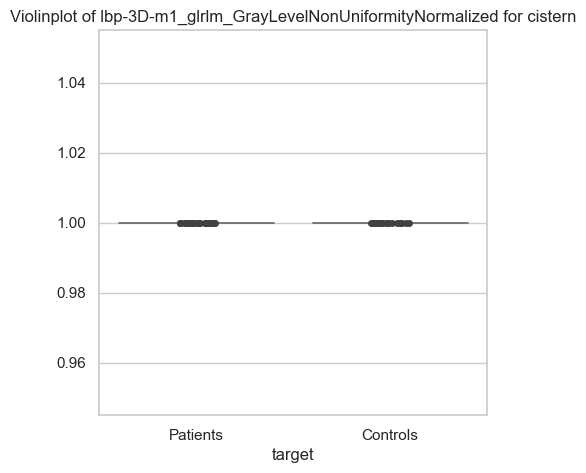 Violinplot of lbp-3D-m1_glrlm_GrayLevelNonUniformityNormalized for cistern
1.04
1.02
1.00
0.98
0.96
Patients
Controls
target